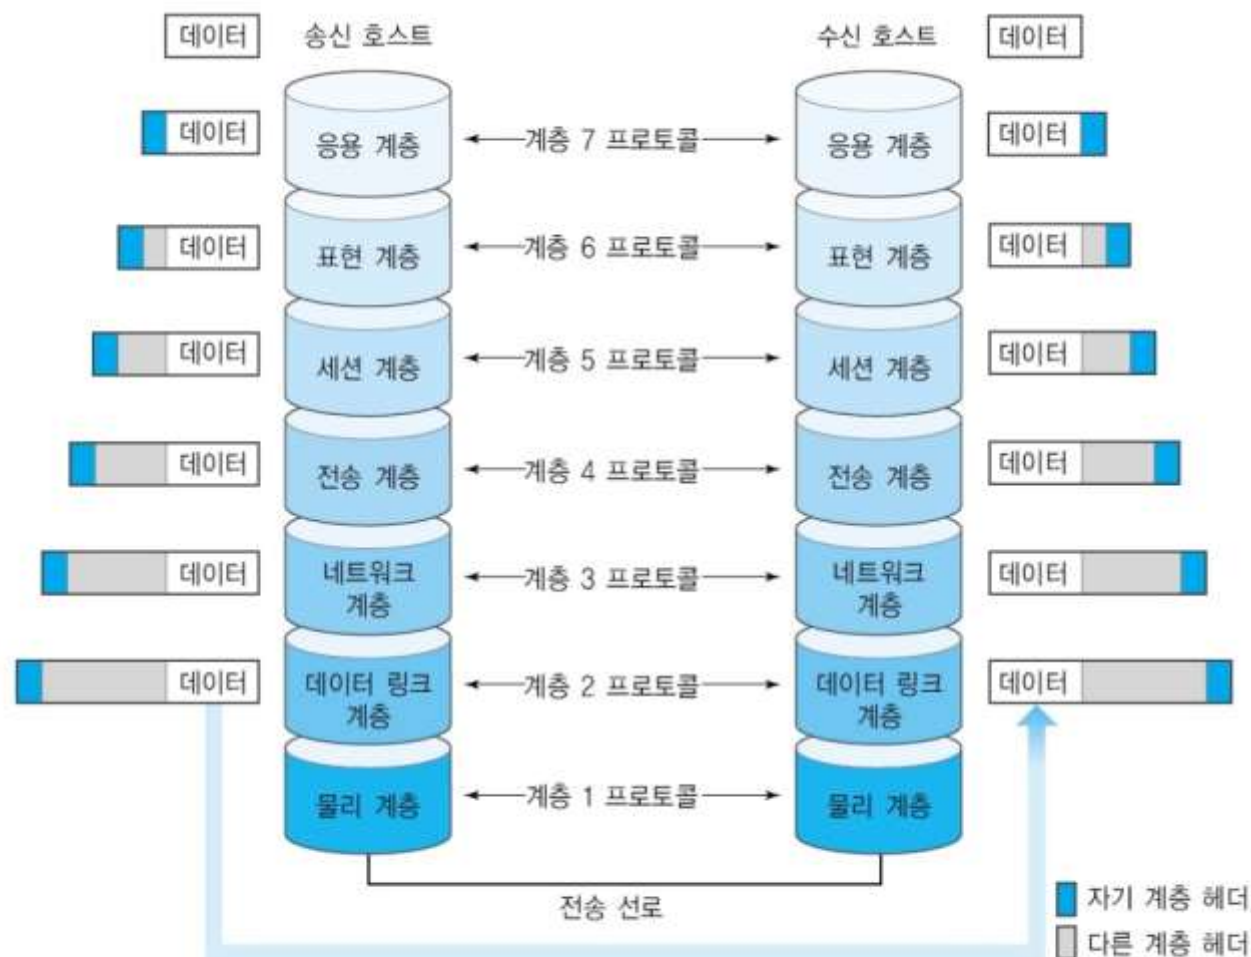 데이터 송신 호스트 수신 호스트 데이터
데이터 응용 계층 계층 7 프로토콜 응용 계층 데이터
데이터 표현 계층 계층 6 프로토콜 표현 계층 데이터
데이터 세션 계층 계층 5 프로토콜 세션 계층 데이터
데이터 전송 계층 계층 4 프로토콜 전송 계층 데이터
데이터 네트워크 계층 3 프로토콜 네트워크 데이터
계층 계층
데이터 데이터 링크 계층 2 프로토콜 데이터 링크 데이터
계층 계층
물리 계층 계층 1 프로토콜 물리 계층
전송 선로
자기 계층 헤더
다른 계층 헤더